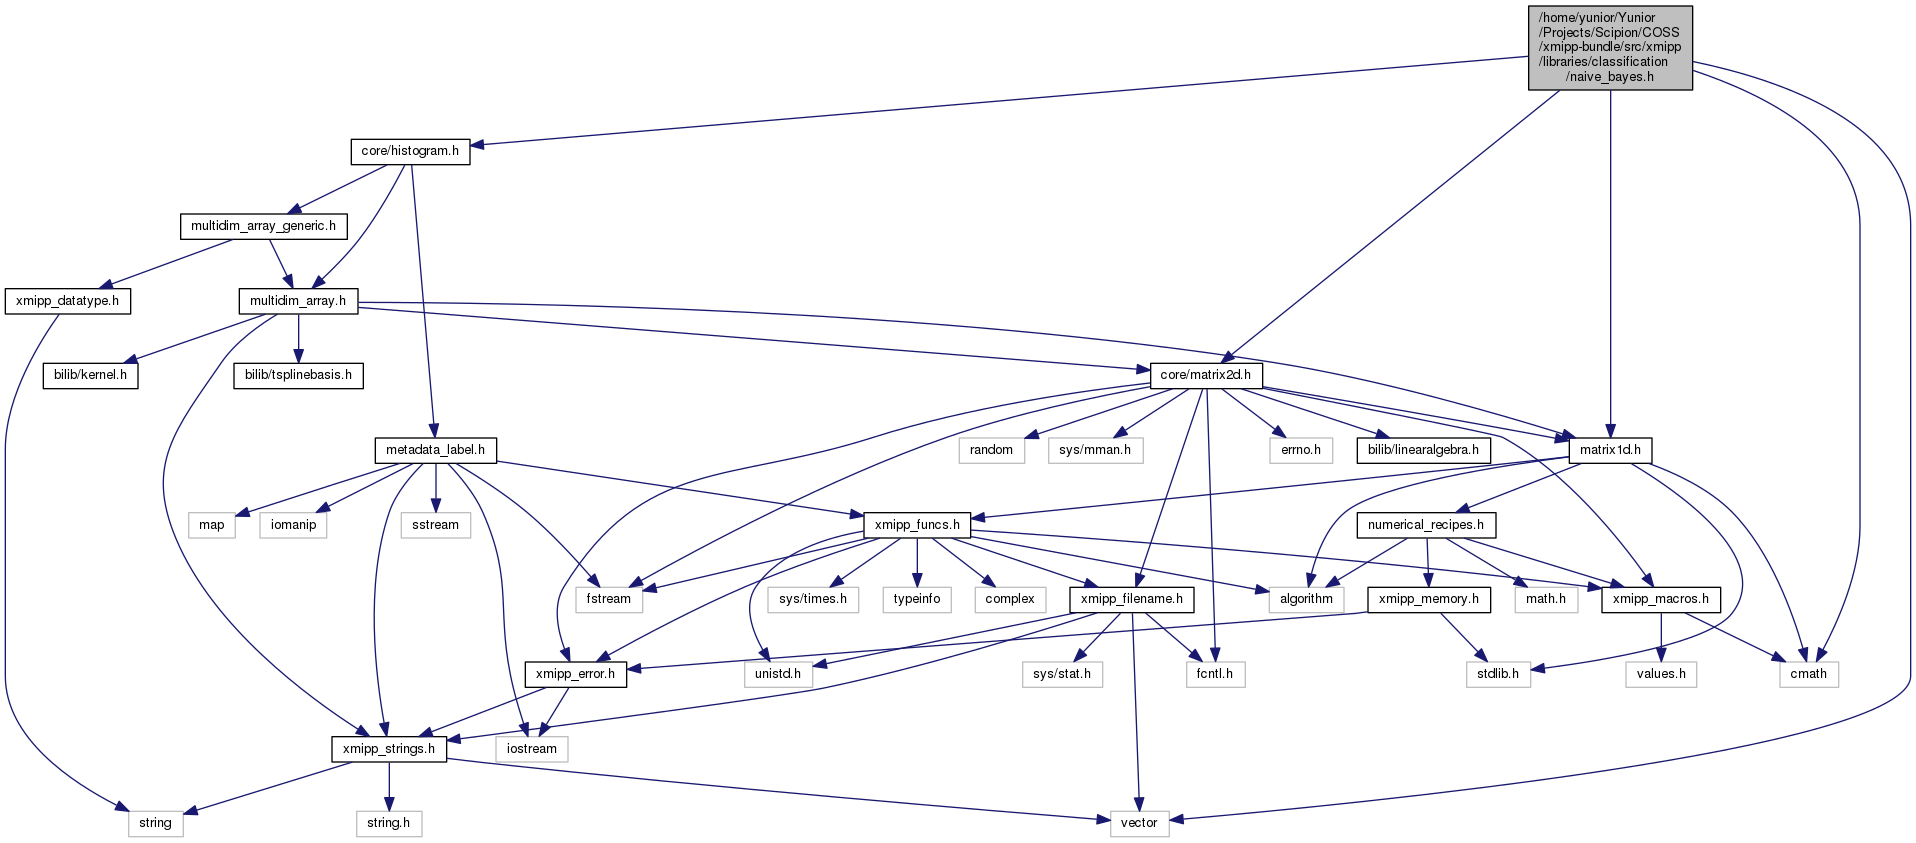 /home/yunior/Yunior
/Projects/Scipion/COSS
/xmipp-bundle/src/xmipp
/libraries/classification
/naive_bayes.h
core/histogram.h
multidim_array_generic.h
xmipp_datatype.h
multidim_array.h
bilib/kernel.h
bilib/tsplinebasis.h
core/matrix2d.h
metadata_label.h
random
sys/mman.h
errno.h
bilib/linearalgebra.h
matrix1d.h
map
iomanip
sstream
xmipp_funcs.h
numerical_recipes.h
fstream
sys/times.h
typeinfo
complex
xmipp_filename.h
algorithm
xmipp_memory.h
math.h
xmipp_macros.h
xmipp_error.h
unistd.h
sys/stat.h
fcntl.h
stdlib.h
values.h
cmath
xmipp_strings.h
iostream
string
string.h
vector